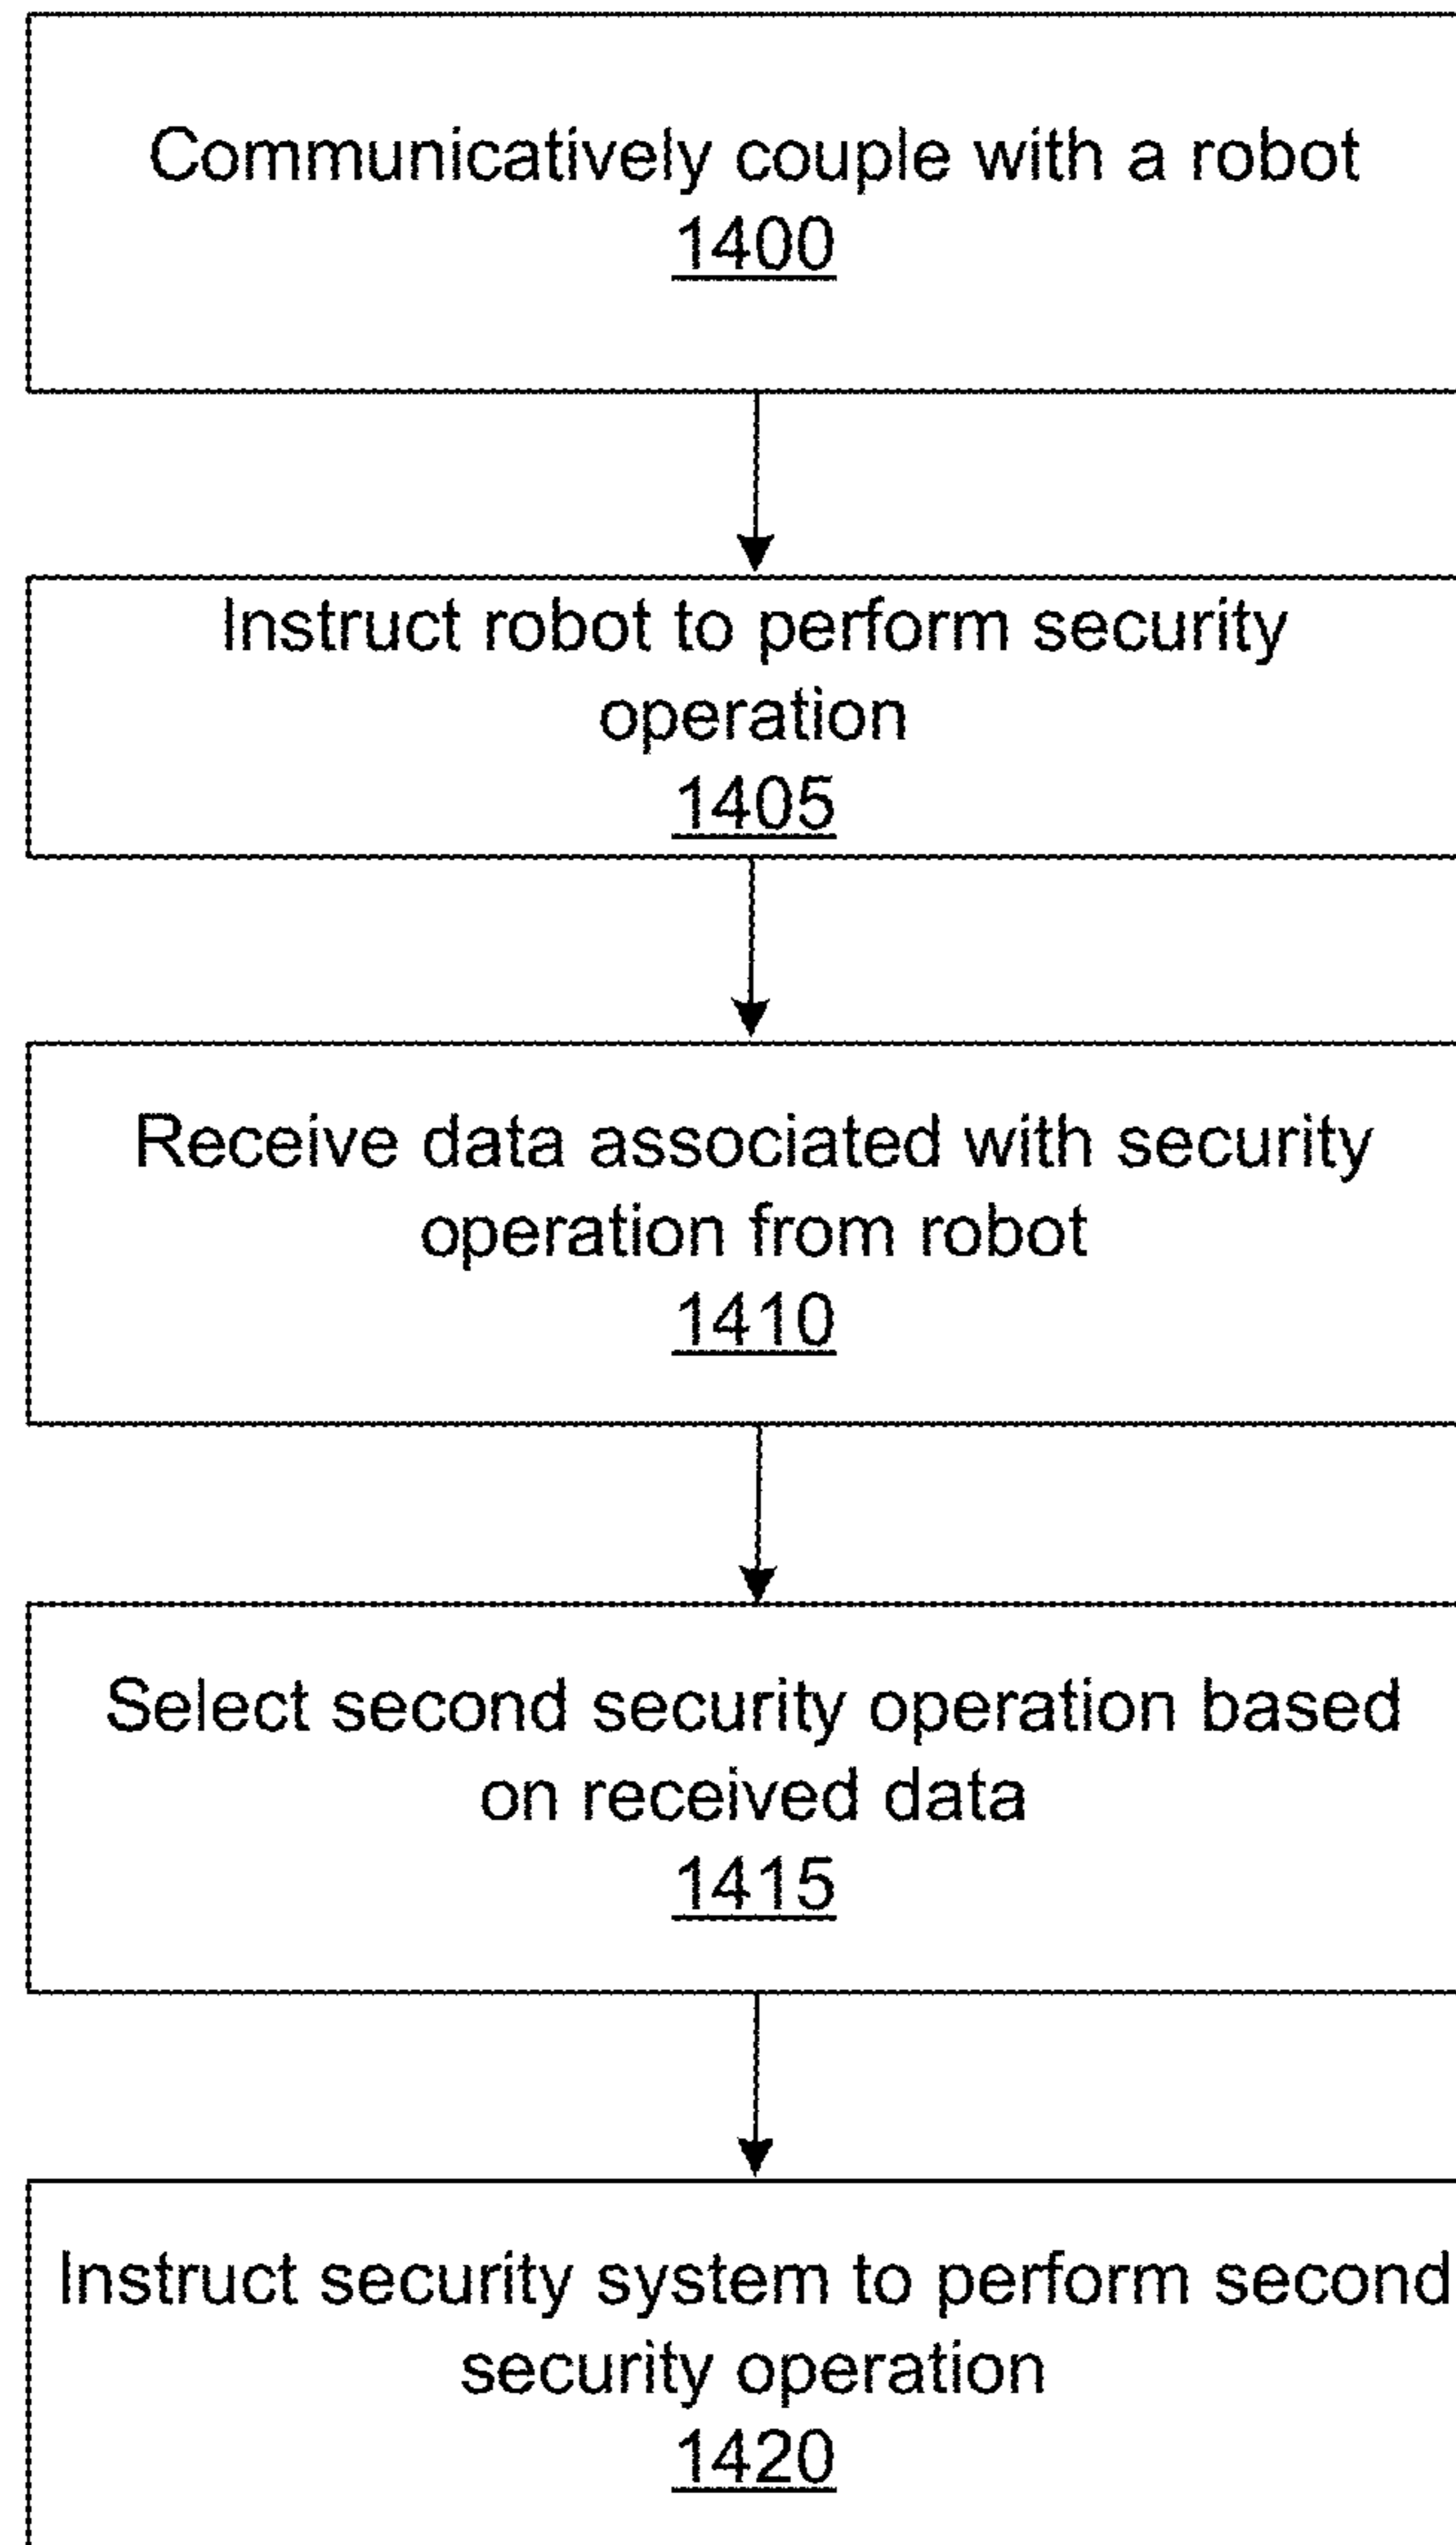 Communicatively couple with a robot
1400
Instruct robot to perform security
operation
1405
Receive data associated with security
operation from robot
1410
Select second security operation based
on received data
1415
Instruct security system to perform second
security operation
1420